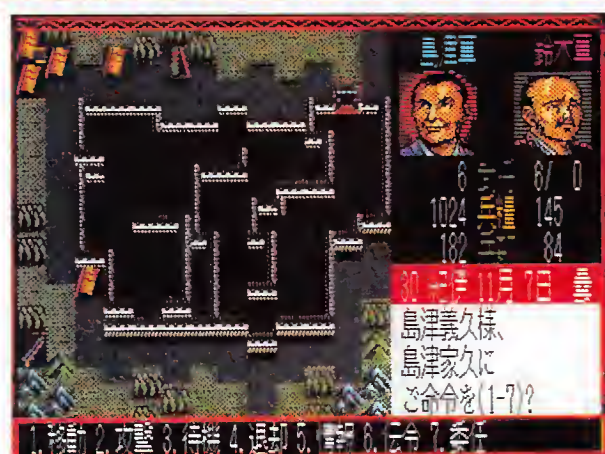 島津軍 鈴木軍
6 6/ 0
1024 145
182 84
11月 7日
島津義久様、
島津家久に
ご命令を(1-7)?
1.移動 2.攻撃 3.待機 4.退却 5.情報 6.伝令 7.委任